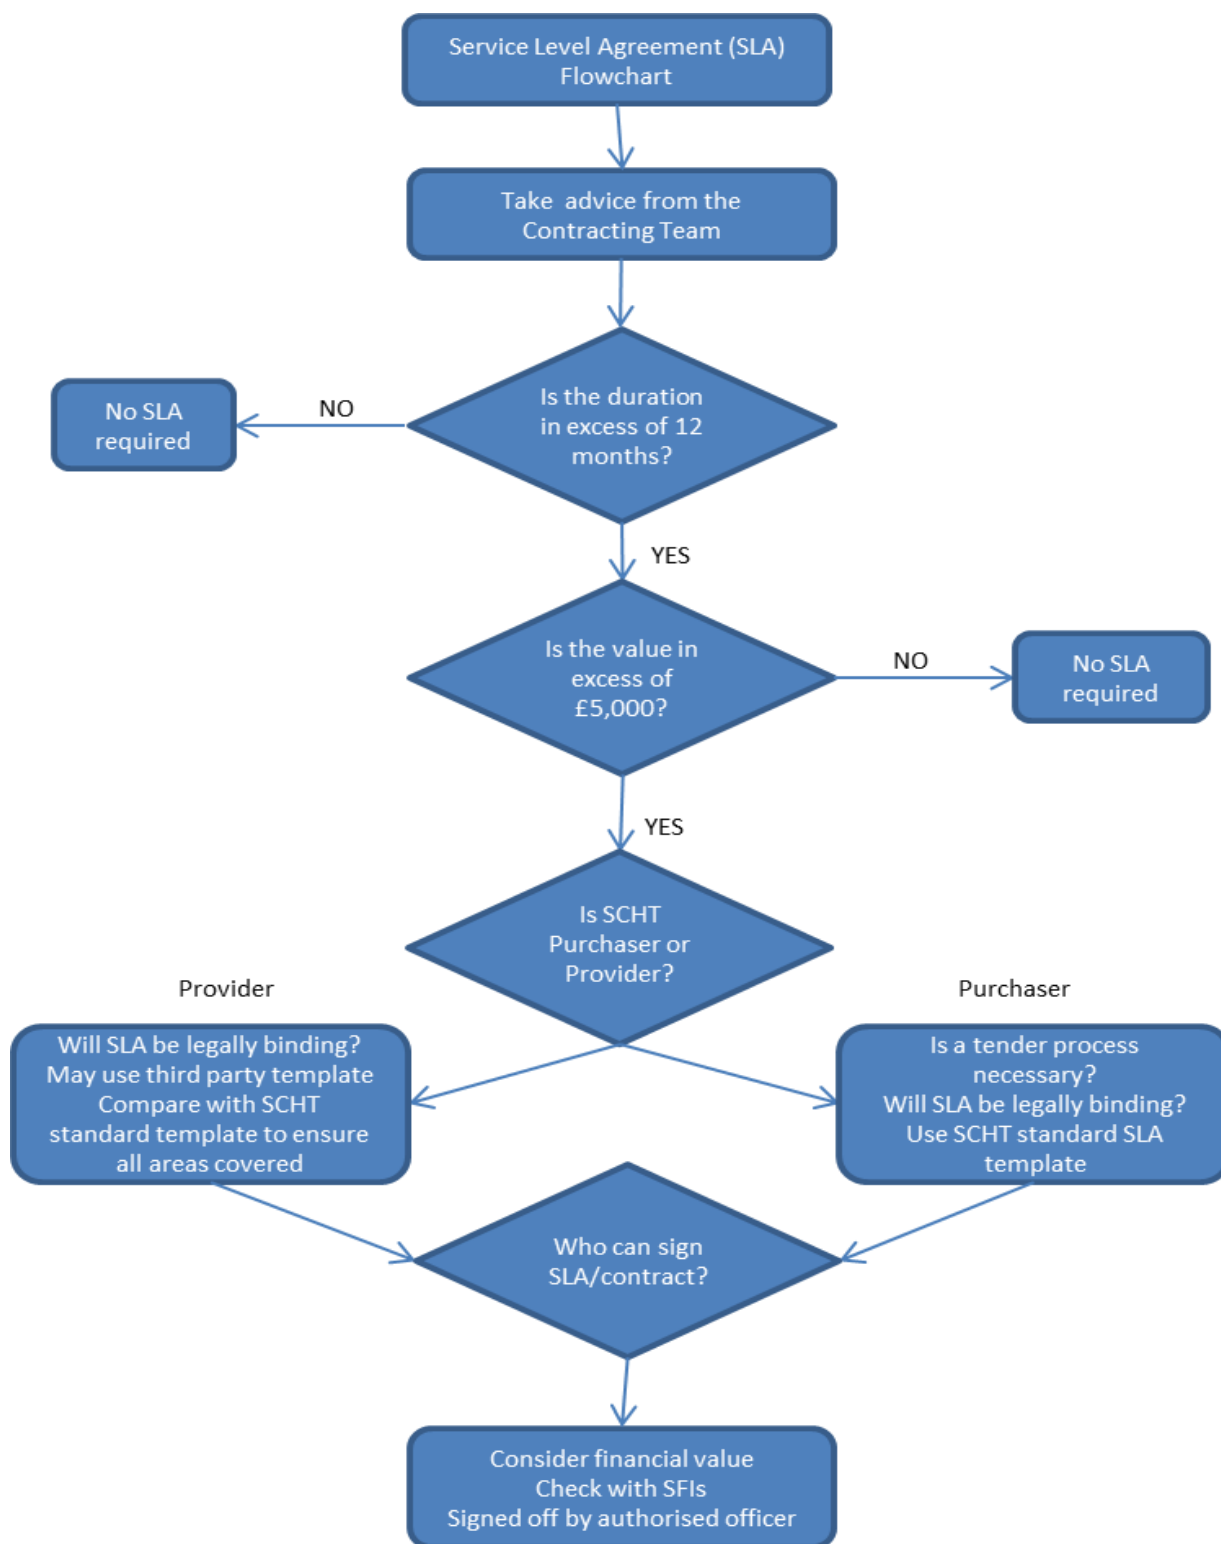 Service Level Agreement (SLA)
Flowchart
Take advice from the
Contracting Team
Is the duration
in excess of 12
months?
NO
No SLA
required
YES
Is the value in
excess of
£5,000?
NO
No SLA
required
YES
Is SCHT
Purchaser or
Provider?
Provider
Purchaser
Will SLA be legally binding?
May use third party template
Compare with SCHT
standard template to ensure
all areas covered
Is a tender process
necessary?
Will SLA be legally binding?
Use SCHT standard SLA
template
Who can sign
SLA/contract?
Consider financial value
Check with SFIs
Signed off by authorised officer